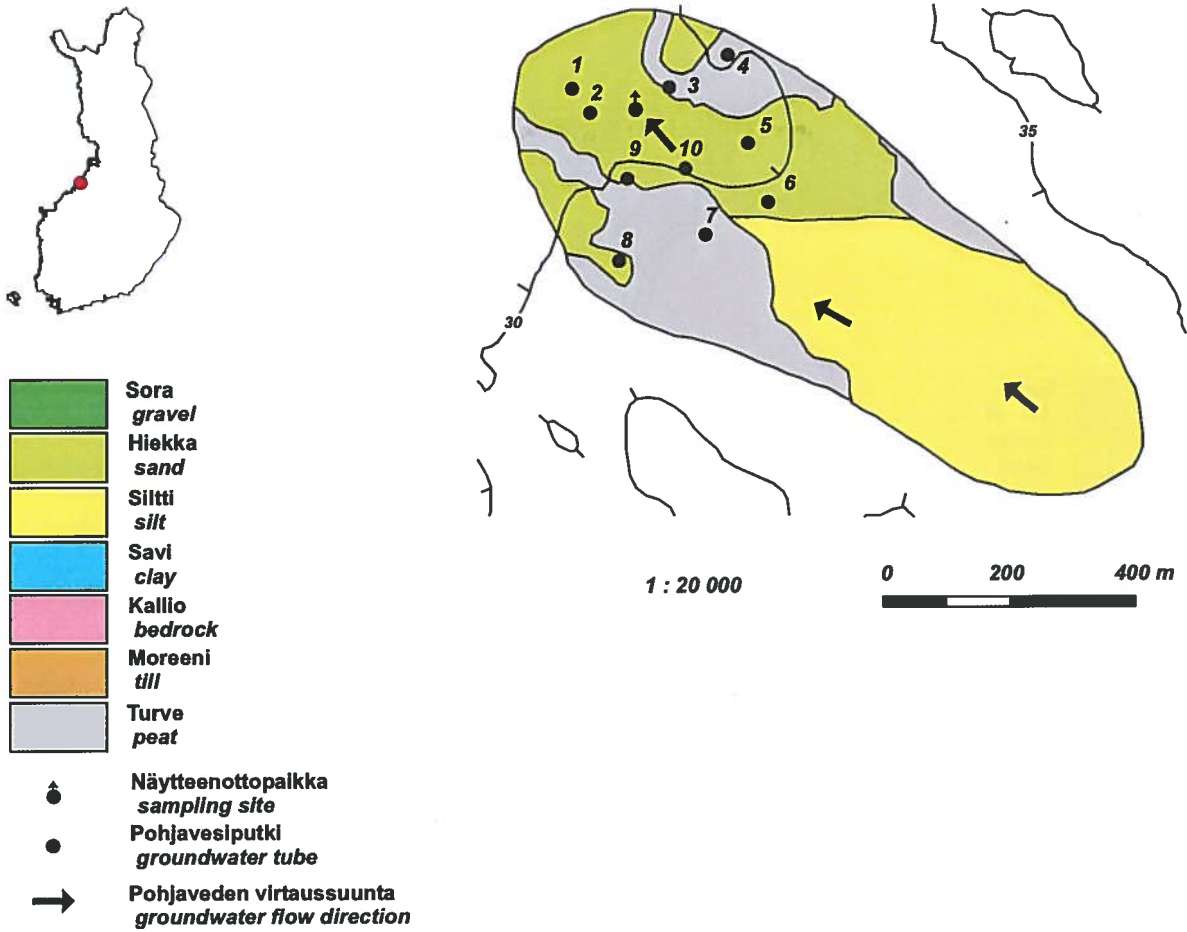 1
2
3
4
5
6
7
8
9
10
35
30
Sora
gravel
Hiekka
sand
Siltti
silt
Savi
clay
Kallio
bedrock
Moreeni
till
Turve
peat
Näytteenottopaikka
sampling site
Pohjavesiputki
groundwater tube
Pohjaveden virtaussuunta
groundwater flow direction
1 : 20 000
0 200 400 m